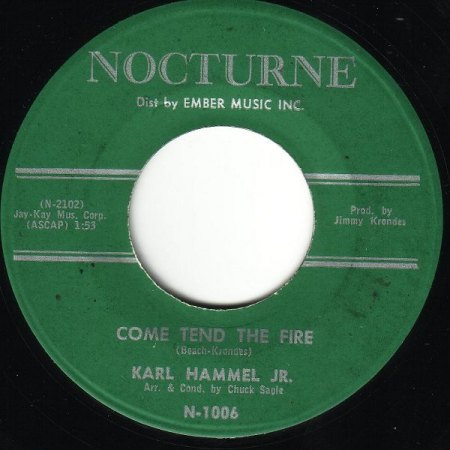 NOCTURNE
Dist by EMBER MUSIC INC.
(N-2102)
Jay-Kay Mus. Corp.
(ASCAP) 1:53
Prod. by
Jimmy Krondes
COME TEND THE FIRE
(Beach-Krondes)
KARL HAMMEL JR.
Arr. & Cond. by Chuck Sagle
N-1006